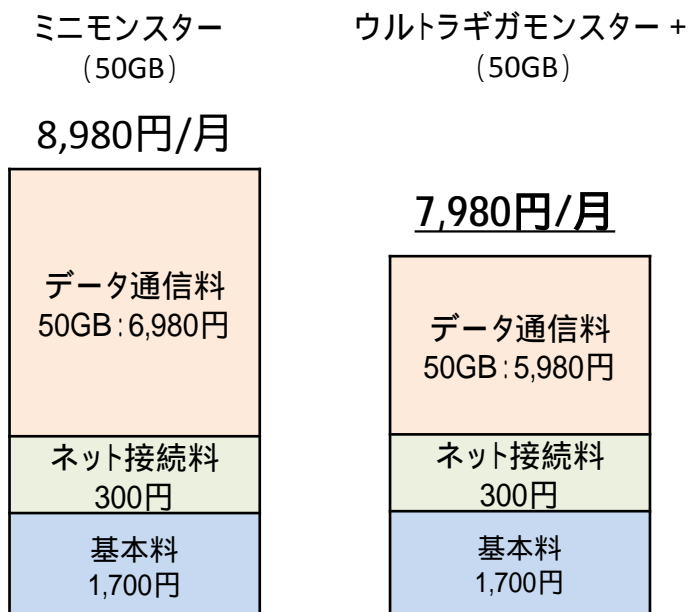 ミニモンスター
（50GB）
8,980円/月
データ通信料
50GB：6,980円
ネット接続料
300円
基本料
1,700円
ウルトラギガモンスター +
（50GB）
7,980円/月
データ通信料
50GB：5,980円
ネット接続料
300円
基本料
1,700円